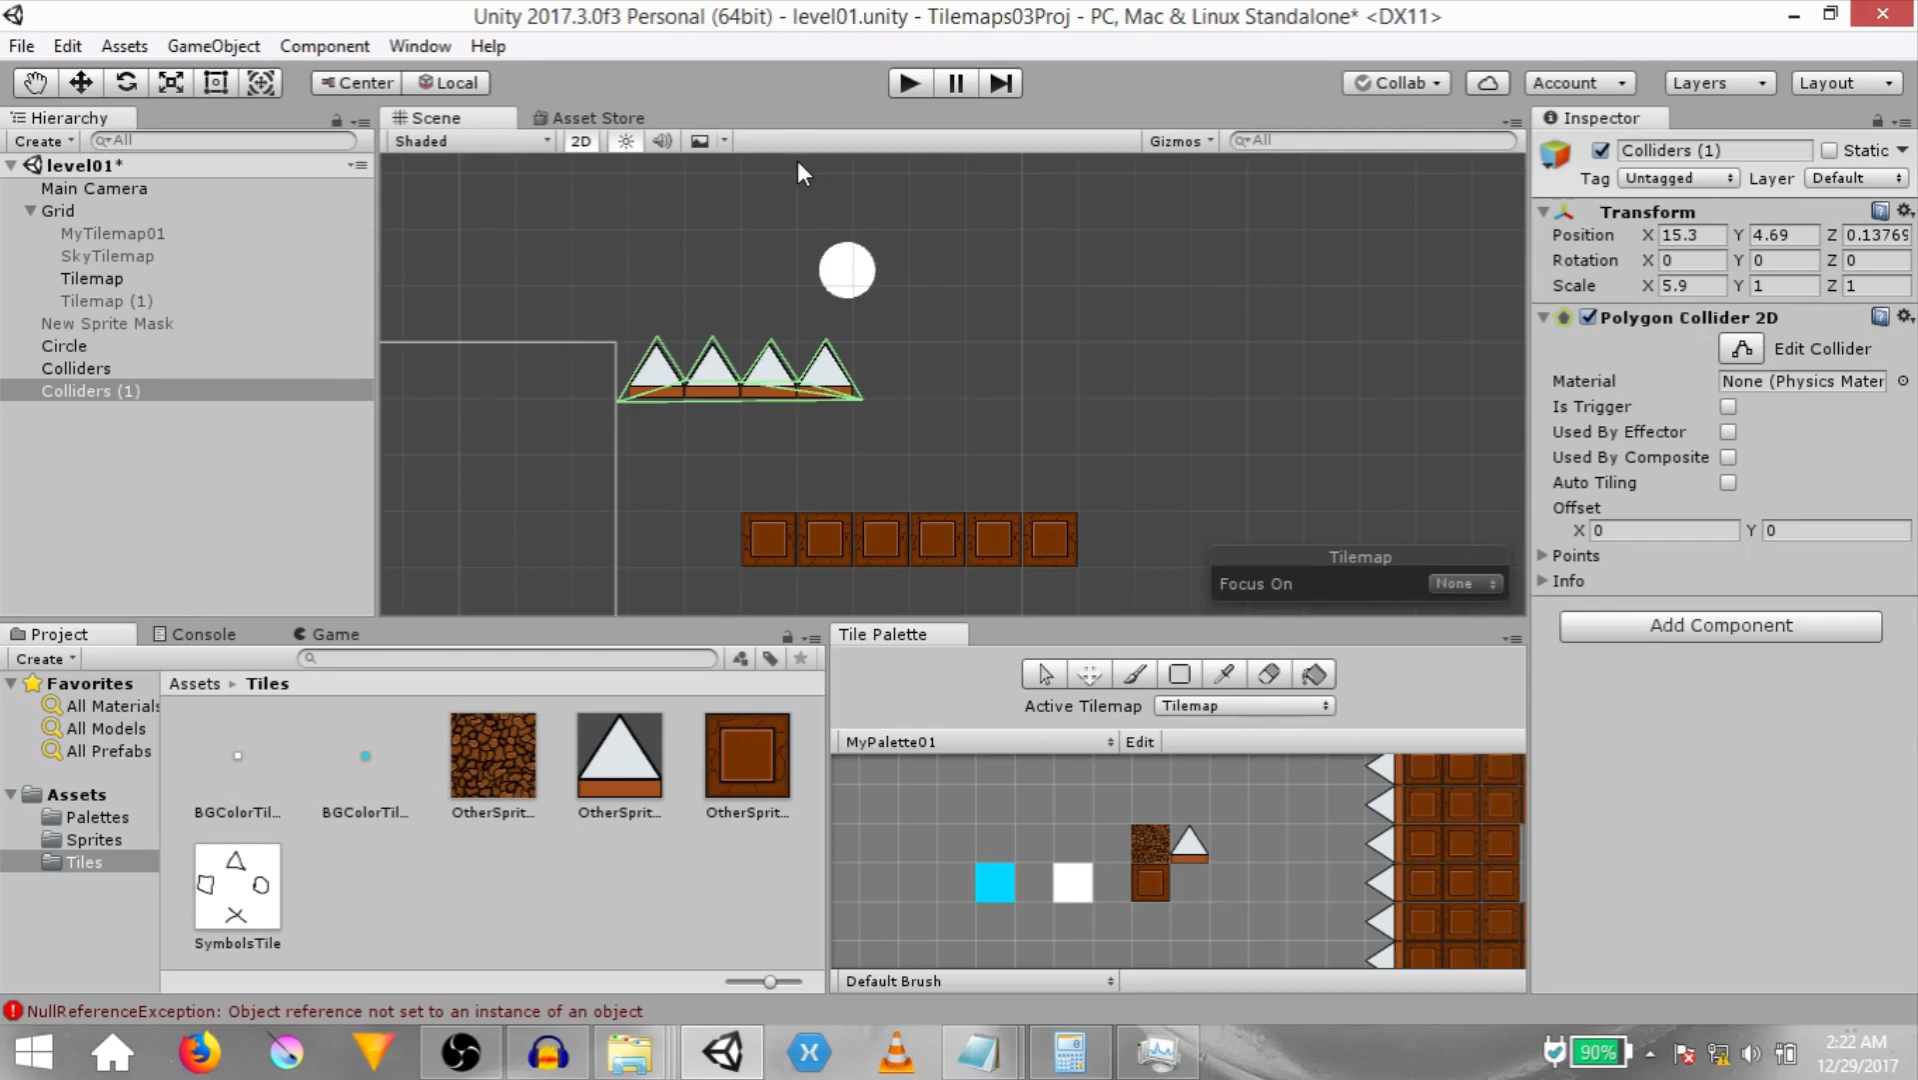 Unity 2017.3.0f3 Personal (64bit) - level01.unity - Tilemaps03Proj - PC, Mac & Linux Standalone* <DX11>
File Edit Assets GameObject Component Window Help
Center Local Collab Account Layers Layout
Hierarchy
Create All
level01*
Main Camera
Grid
MyTilemap01
SkyTilemap
Tilemap
Tilemap (1)
New Sprite Mask
Circle
Colliders
Colliders (1)
Scene Asset Store
Shaded 2D Gizmos All
Tilemap
Focus On None
Inspector
Colliders (1) Static
Tag Untagged Layer Default
Transform
Position X 15.3 Y 4.69 Z 0.13769
Rotation X 0 Y 0 Z 0
Scale X 5.9 Y 1 Z 1
Polygon Collider 2D
Edit Collider
Material None (Physics Mater
Is Trigger
Used By Effector
Used By Composite
Auto Tiling
Offset
X 0 Y 0
Points
Info
Add Component
Project Console Game
Create
Favorites
All Materials
All Models
All Prefabs
Assets
Palettes
Sprites
Tiles
Assets Tiles
BGColorTil... BGColorTil... OtherSprit... OtherSprit... OtherSprit...
SymbolsTile
Tile Palette
Active Tilemap Tilemap
MyPalette01 Edit
Default Brush
NullReferenceException: Object reference not set to an instance of an object
90%
2:22 AM
12/29/2017